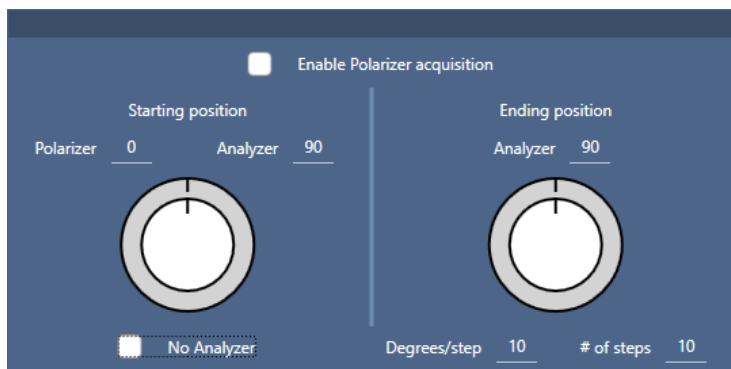 Enable Polarizer acquisition
Starting position
Polarizer 0 Analyzer 90
No Analyzer
Ending position
Analyzer 90
Degrees/step 10 # of steps 10